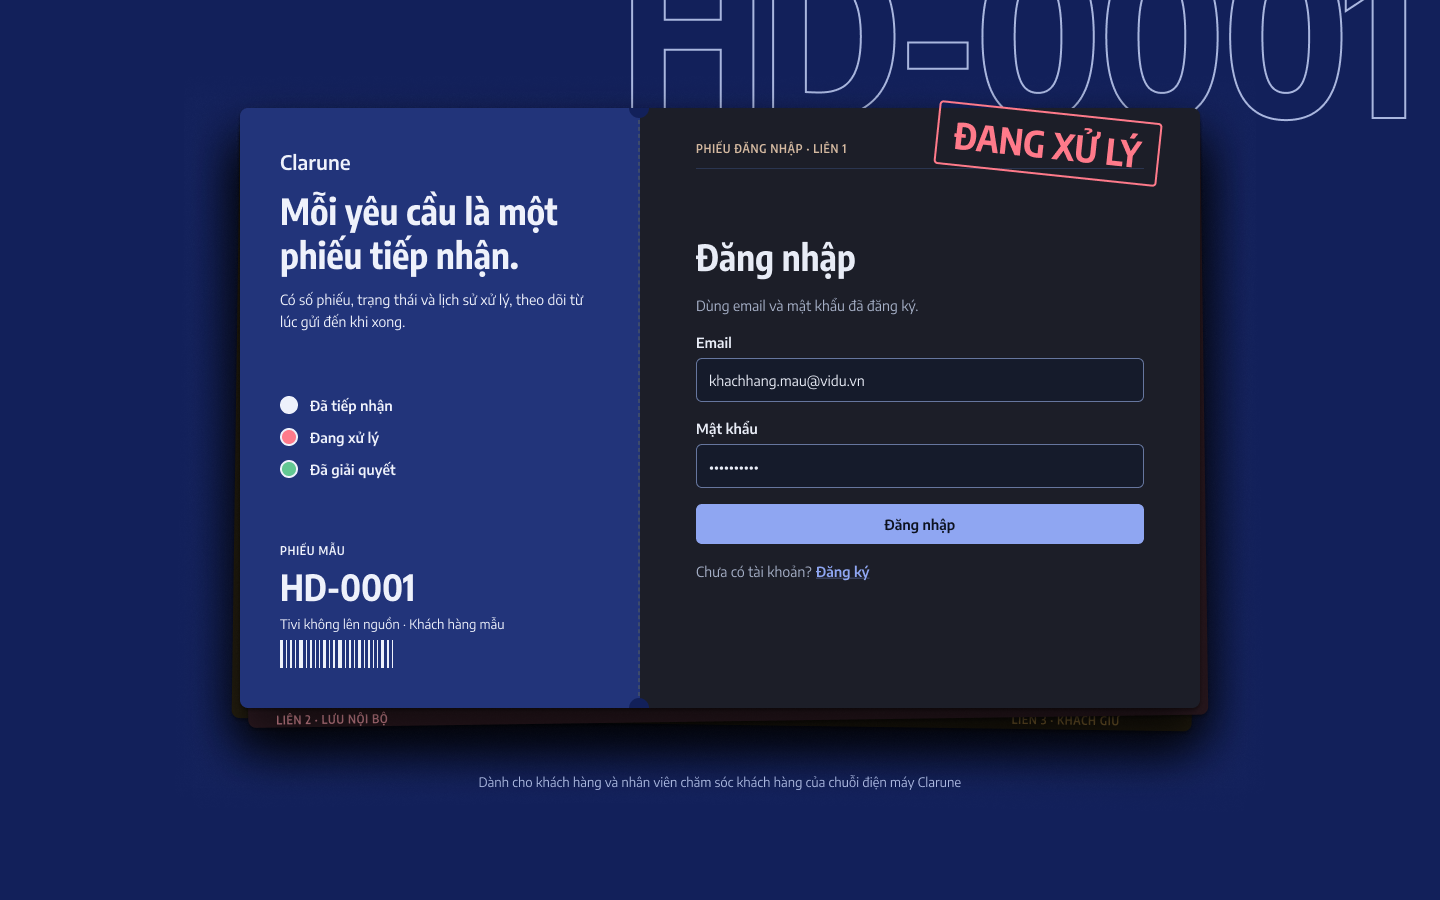 HD-0001
Clarune
Mỗi yêu cầu là một
phiếu tiếp nhận.
Có số phiếu, trạng thái và lịch sử xử lý, theo dõi từ
lúc gửi đến khi xong.
Đã tiếp nhận
Đang xử lý
Đã giải quyết
PHIẾU MẪU
HD-0001
Tivi không lên nguồn · Khách hàng mẫu
PHIẾU ĐĂNG NHẬP · LIÊN 1
ĐANG XỬ LÝ
Đăng nhập
Dùng email và mật khẩu đã đăng ký.
Email
khachhang.mau@vidu.vn
Mật khẩu
••••••••••
Đăng nhập
Chưa có tài khoản? Đăng ký
LIÊN 2 · LƯU NỘI BỘ
LIÊN 3 · KHÁCH GIỮ
Dành cho khách hàng và nhân viên chăm sóc khách hàng của chuỗi điện máy Clarune